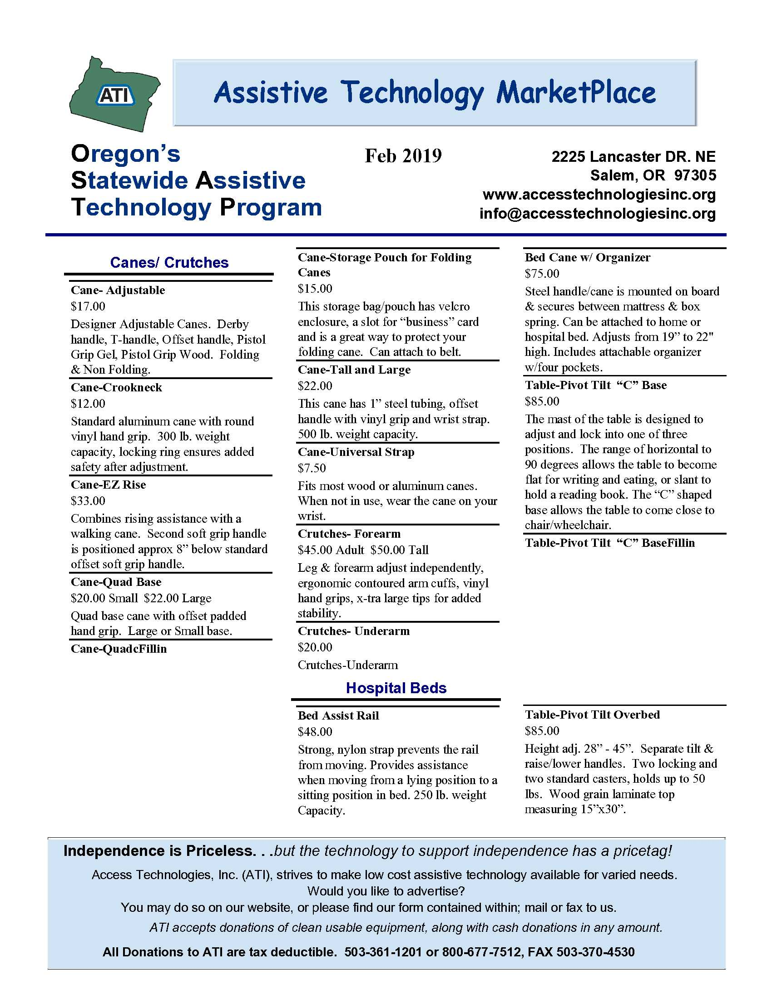 ATI
Assistive Technology MarketPlace
Oregon’s
Statewide Assistive
Technology Program
Feb 2019
2225 Lancaster DR. NE
Salem, OR  97305
www.accesstechnologiesinc.org
info@accesstechnologiesinc.org
Canes/ Crutches
Cane- Adjustable
$17.00
Designer Adjustable Canes.  Derby
handle, T-handle, Offset handle, Pistol
Grip Gel, Pistol Grip Wood.  Folding
& Non Folding.
Cane-Crookneck
$12.00
Standard aluminum cane with round
vinyl hand grip.  300 lb. weight
capacity, locking ring ensures added
safety after adjustment.
Cane-EZ Rise
$33.00
Combines rising assistance with a
walking cane.  Second soft grip handle
is positioned approx 8” below standard
offset soft grip handle.
Cane-Quad Base
$20.00 Small  $22.00 Large
Quad base cane with offset padded
hand grip.  Large or Small base.
Cane-QuadcFillin
Cane-Storage Pouch for Folding
Canes
$15.00
This storage bag/pouch has velcro
enclosure, a slot for “business” card
and is a great way to protect your
folding cane.  Can attach to belt.
Cane-Tall and Large
$22.00
This cane has 1” steel tubing, offset
handle with vinyl grip and wrist strap.
500 lb. weight capacity.
Cane-Universal Strap
$7.50
Fits most wood or aluminum canes.
When not in use, wear the cane on your
wrist.
Crutches- Forearm
$45.00 Adult  $50.00 Tall
Leg & forearm adjust independently,
ergonomic contoured arm cuffs, vinyl
hand grips, x-tra large tips for added
stability.
Crutches- Underarm
$20.00
Crutches-Underarm
Hospital Beds
Bed Assist Rail
$48.00
Strong, nylon strap prevents the rail
from moving. Provides assistance
when moving from a lying position to a
sitting position in bed. 250 lb. weight
Capacity.
Bed Cane w/ Organizer
$75.00
Steel handle/cane is mounted on board
& secures between mattress & box
spring. Can be attached to home or
hospital bed. Adjusts from 19” to 22"
high. Includes attachable organizer
w/four pockets.
Table-Pivot Tilt  “C” Base
$85.00
The mast of the table is designed to
adjust and lock into one of three
positions.  The range of horizontal to
90 degrees allows the table to become
flat for writing and eating, or slant to
hold a reading book. The “C” shaped
base allows the table to come close to
chair/wheelchair.
Table-Pivot Tilt  “C” BaseFillin
Table-Pivot Tilt Overbed
$85.00
Height adj. 28” - 45”.  Separate tilt &
raise/lower handles.  Two locking and
two standard casters, holds up to 50
lbs.  Wood grain laminate top
measuring 15”x30”.
Independence is Priceless. . .but the technology to support independence has a pricetag!
Access Technologies, Inc. (ATI), strives to make low cost assistive technology available for varied needs.
Would you like to advertise?
You may do so on our website, or please find our form contained within; mail or fax to us.
ATI accepts donations of clean usable equipment, along with cash donations in any amount.
All Donations to ATI are tax deductible.  503-361-1201 or 800-677-7512, FAX 503-370-4530